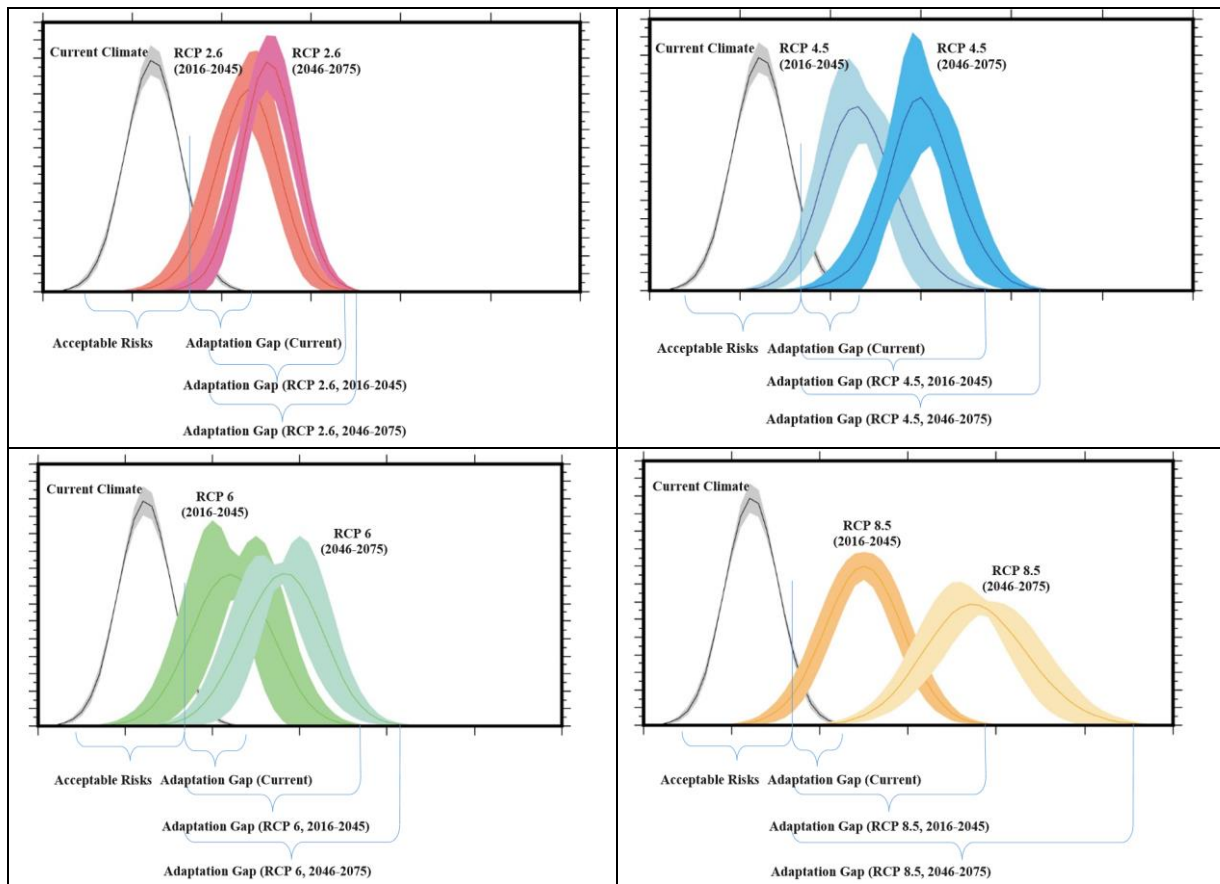 Current Climate
RCP 2.6
(2016-2045)
RCP 2.6
(2046-2075)
Acceptable Risks
Adaptation Gap (Current)
Adaptation Gap (RCP 2.6, 2016-2045)
Adaptation Gap (RCP 2.6, 2046-2075)
Current Climate
RCP 4.5
(2016-2045)
RCP 4.5
(2046-2075)
Acceptable Risks
Adaptation Gap (Current)
Adaptation Gap (RCP 4.5, 2016-2045)
Adaptation Gap (RCP 4.5, 2046-2075)
Current Climate
RCP 6
(2016-2045)
RCP 6
(2046-2075)
Acceptable Risks
Adaptation Gap (Current)
Adaptation Gap (RCP 6, 2016-2045)
Adaptation Gap (RCP 6, 2046-2075)
Current Climate
RCP 8.5
(2016-2045)
RCP 8.5
(2046-2075)
Acceptable Risks
Adaptation Gap (Current)
Adaptation Gap (RCP 8.5, 2016-2045)
Adaptation Gap (RCP 8.5, 2046-2075)